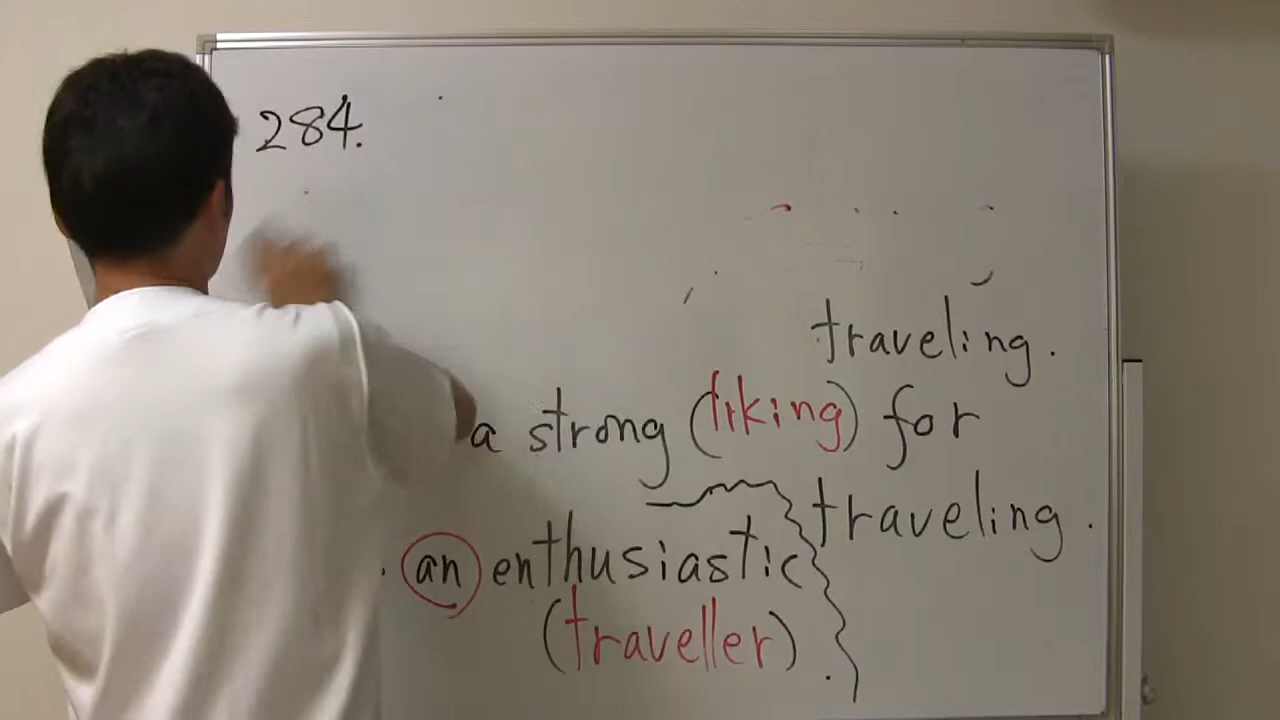 284.
traveling.
a strong (liking) for
traveling.
an enthusiastic
(traveller).